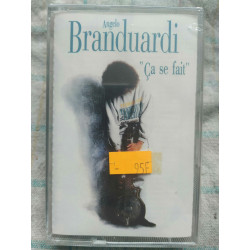 Angelo
Branduardi
"Ça se fait"